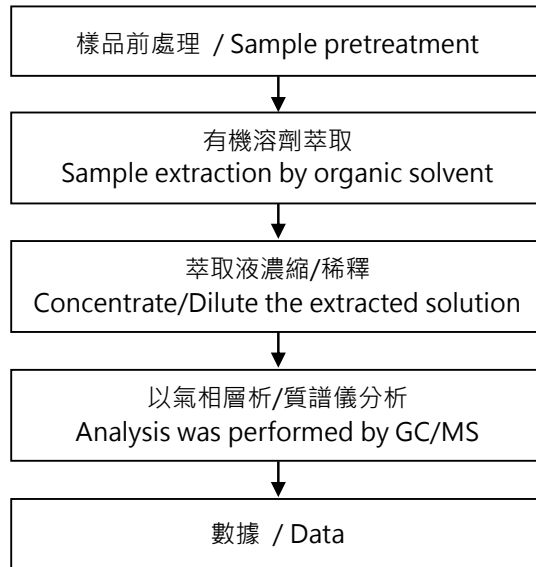 樣品前處理 / Sample pretreatment
有機溶劑萃取
Sample extraction by organic solvent
萃取液濃縮/稀釋
Concentrate/Dilute the extracted solution
以氣相層析/質譜儀分析
Analysis was performed by GC/MS
數據 / Data